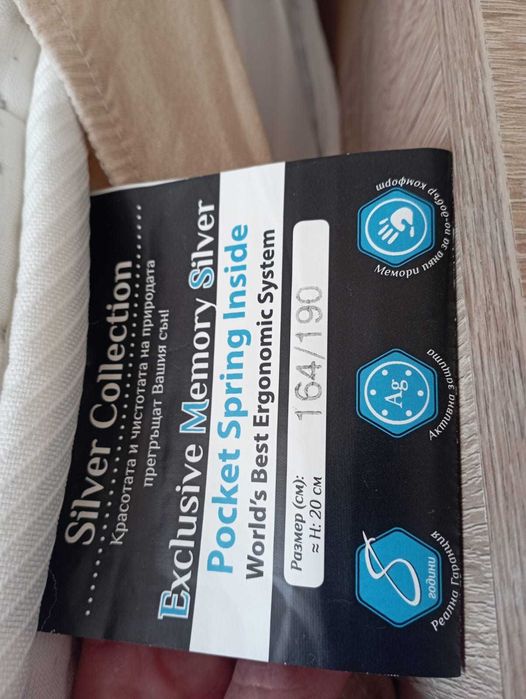 Silver Collection
Красотата и чистотата на природата
прегръщат Вашия сън!
Exclusive Memory Silver
Pocket Spring Inside
World's Best Ergonomic System
Размер (см): 164/190
≈ H: 20 см
8
години
Реална Гаранция
Ag
Активна защита
Мемори пяна за по-добър комфорт